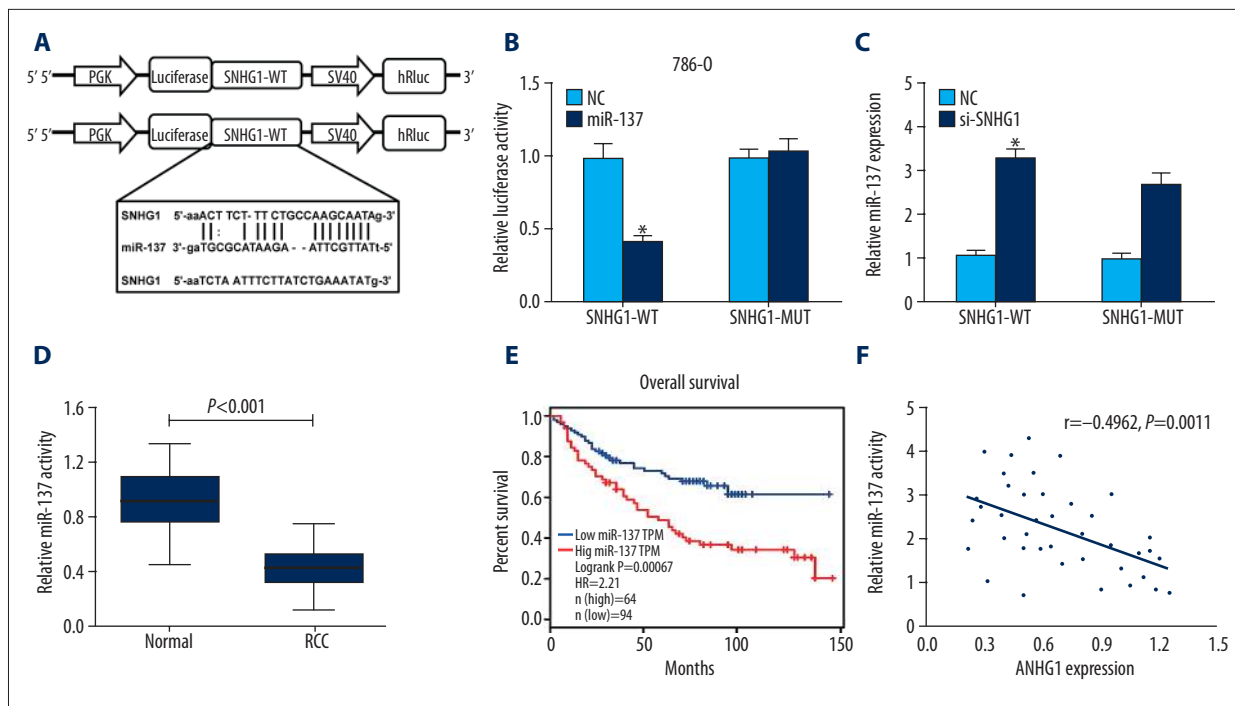 A
5′ 5′ PGK Luciferase SNHG1-WT SV40 hRluc 3′
5′ 5′ PGK Luciferase SNHG1-WT SV40 hRluc 3′
SNHG1 5′-aaACT TCT- TT CTGCCAAGCAATAg-3′
miR-137 3′-gaTGCGCATAAGA - - ATTCGTTATt-5′
SNHG1 5′-aaTCTA ATTTCTTATCTGAAATATg-3′
B
786-0
Relative luciferase activity
1.5
1.0
0.5
0.0
NC
miR-137
*
SNHG1-WT SNHG1-MUT
C
Relative miR-137 expression
5
4
3
2
1
0
NC
si-SNHG1
*
SNHG1-WT SNHG1-MUT
D
Relative miR-137 activity
1.6
1.2
0.8
0.4
0.0
P<0.001
Normal RCC
E
Overall survival
Percent survival
1.0
0.8
0.6
0.4
0.2
0.0
Low miR-137 TPM
Hig miR-137 TPM
Logrank P=0.00067
HR=2.21
n (high)=64
n (low)=94
0 50 100 150
Months
F
Relative miR-137 activity
5
4
3
2
1
0
r=−0.4962, P=0.0011
0.0 0.3 0.6 0.9 1.2 1.5
ANHG1 expression